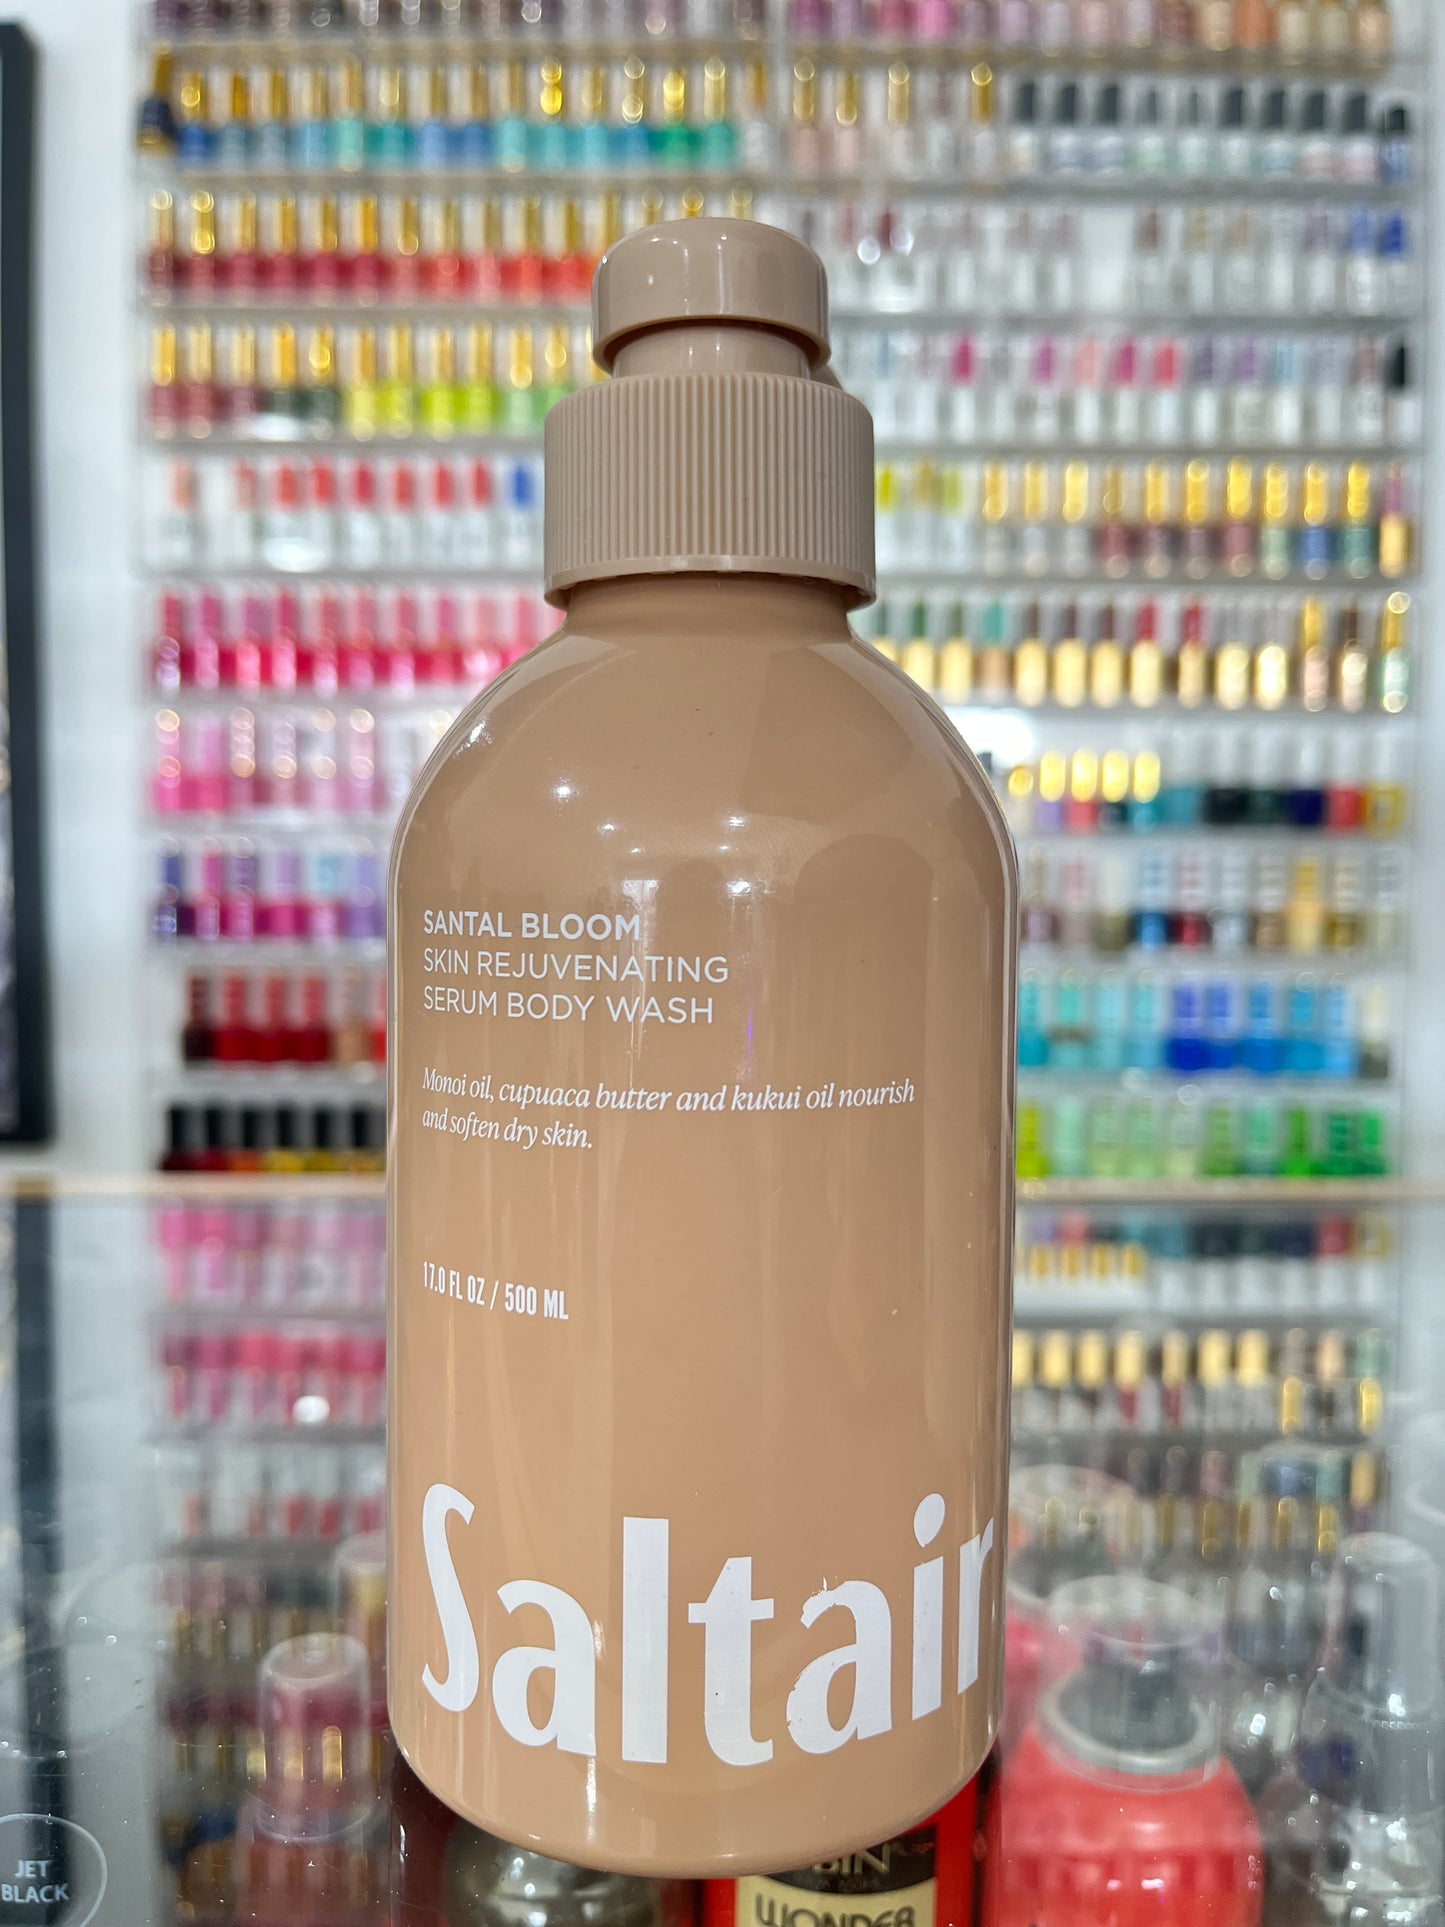 SANTAL BLOOM
SKIN REJUVENATING
SERUM BODY WASH
Monoi oil, cupuaca butter and kukui oil nourish
and soften dry skin.
17.0 FL OZ / 500 ML
Saltair
JET
BLACK
WONDER